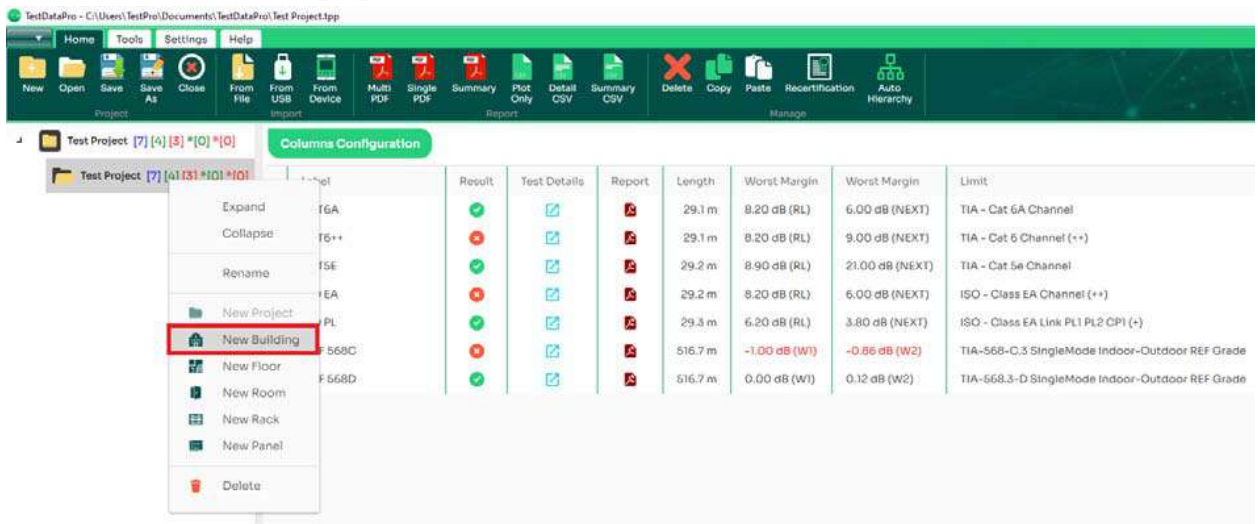 TestDataPro - C:\Users\TestPro\Documents\TestDataPro\Test Project.tpp
Home Tools Settings Help
New Open Save Save As Close From File From USB From Device Multi PDF Single PDF Summary Plot Only Detail CSV Summary CSV Delete Copy Paste Recertification Auto Hierarchy
Project Import Report Manage
Test Project [7] [4] [3] *[0] *[0]
Columns Configuration
Test Project [7] [4] [3] *[0] *[0]
Label Result Test Details Report Length Worst Margin Worst Margin Limit
T6A 29.1 m 8.20 dB (RL) 6.00 dB (NEXT) TIA - Cat 6A Channel
T6++ 29.1 m 8.20 dB (RL) 9.00 dB (NEXT) TIA - Cat 6 Channel (++)
T5E 29.2 m 8.90 dB (RL) 21.00 dB (NEXT) TIA - Cat 5e Channel
EA 29.2 m 8.20 dB (RL) 6.00 dB (NEXT) ISO - Class EA Channel (++)
PL 29.3 m 6.20 dB (RL) 3.80 dB (NEXT) ISO - Class EA Link PL1 PL2 CP1 (+)
F 568C 516.7 m -1.00 dB (W1) -0.86 dB (W2) TIA-568-C.3 SingleMode Indoor-Outdoor REF Grade
F 568D 516.7 m 0.00 dB (W1) 0.12 dB (W2) TIA-568.3-D SingleMode Indoor-Outdoor REF Grade
Expand
Collapse
Rename
New Project
New Building
New Floor
New Room
New Rack
New Panel
Delete